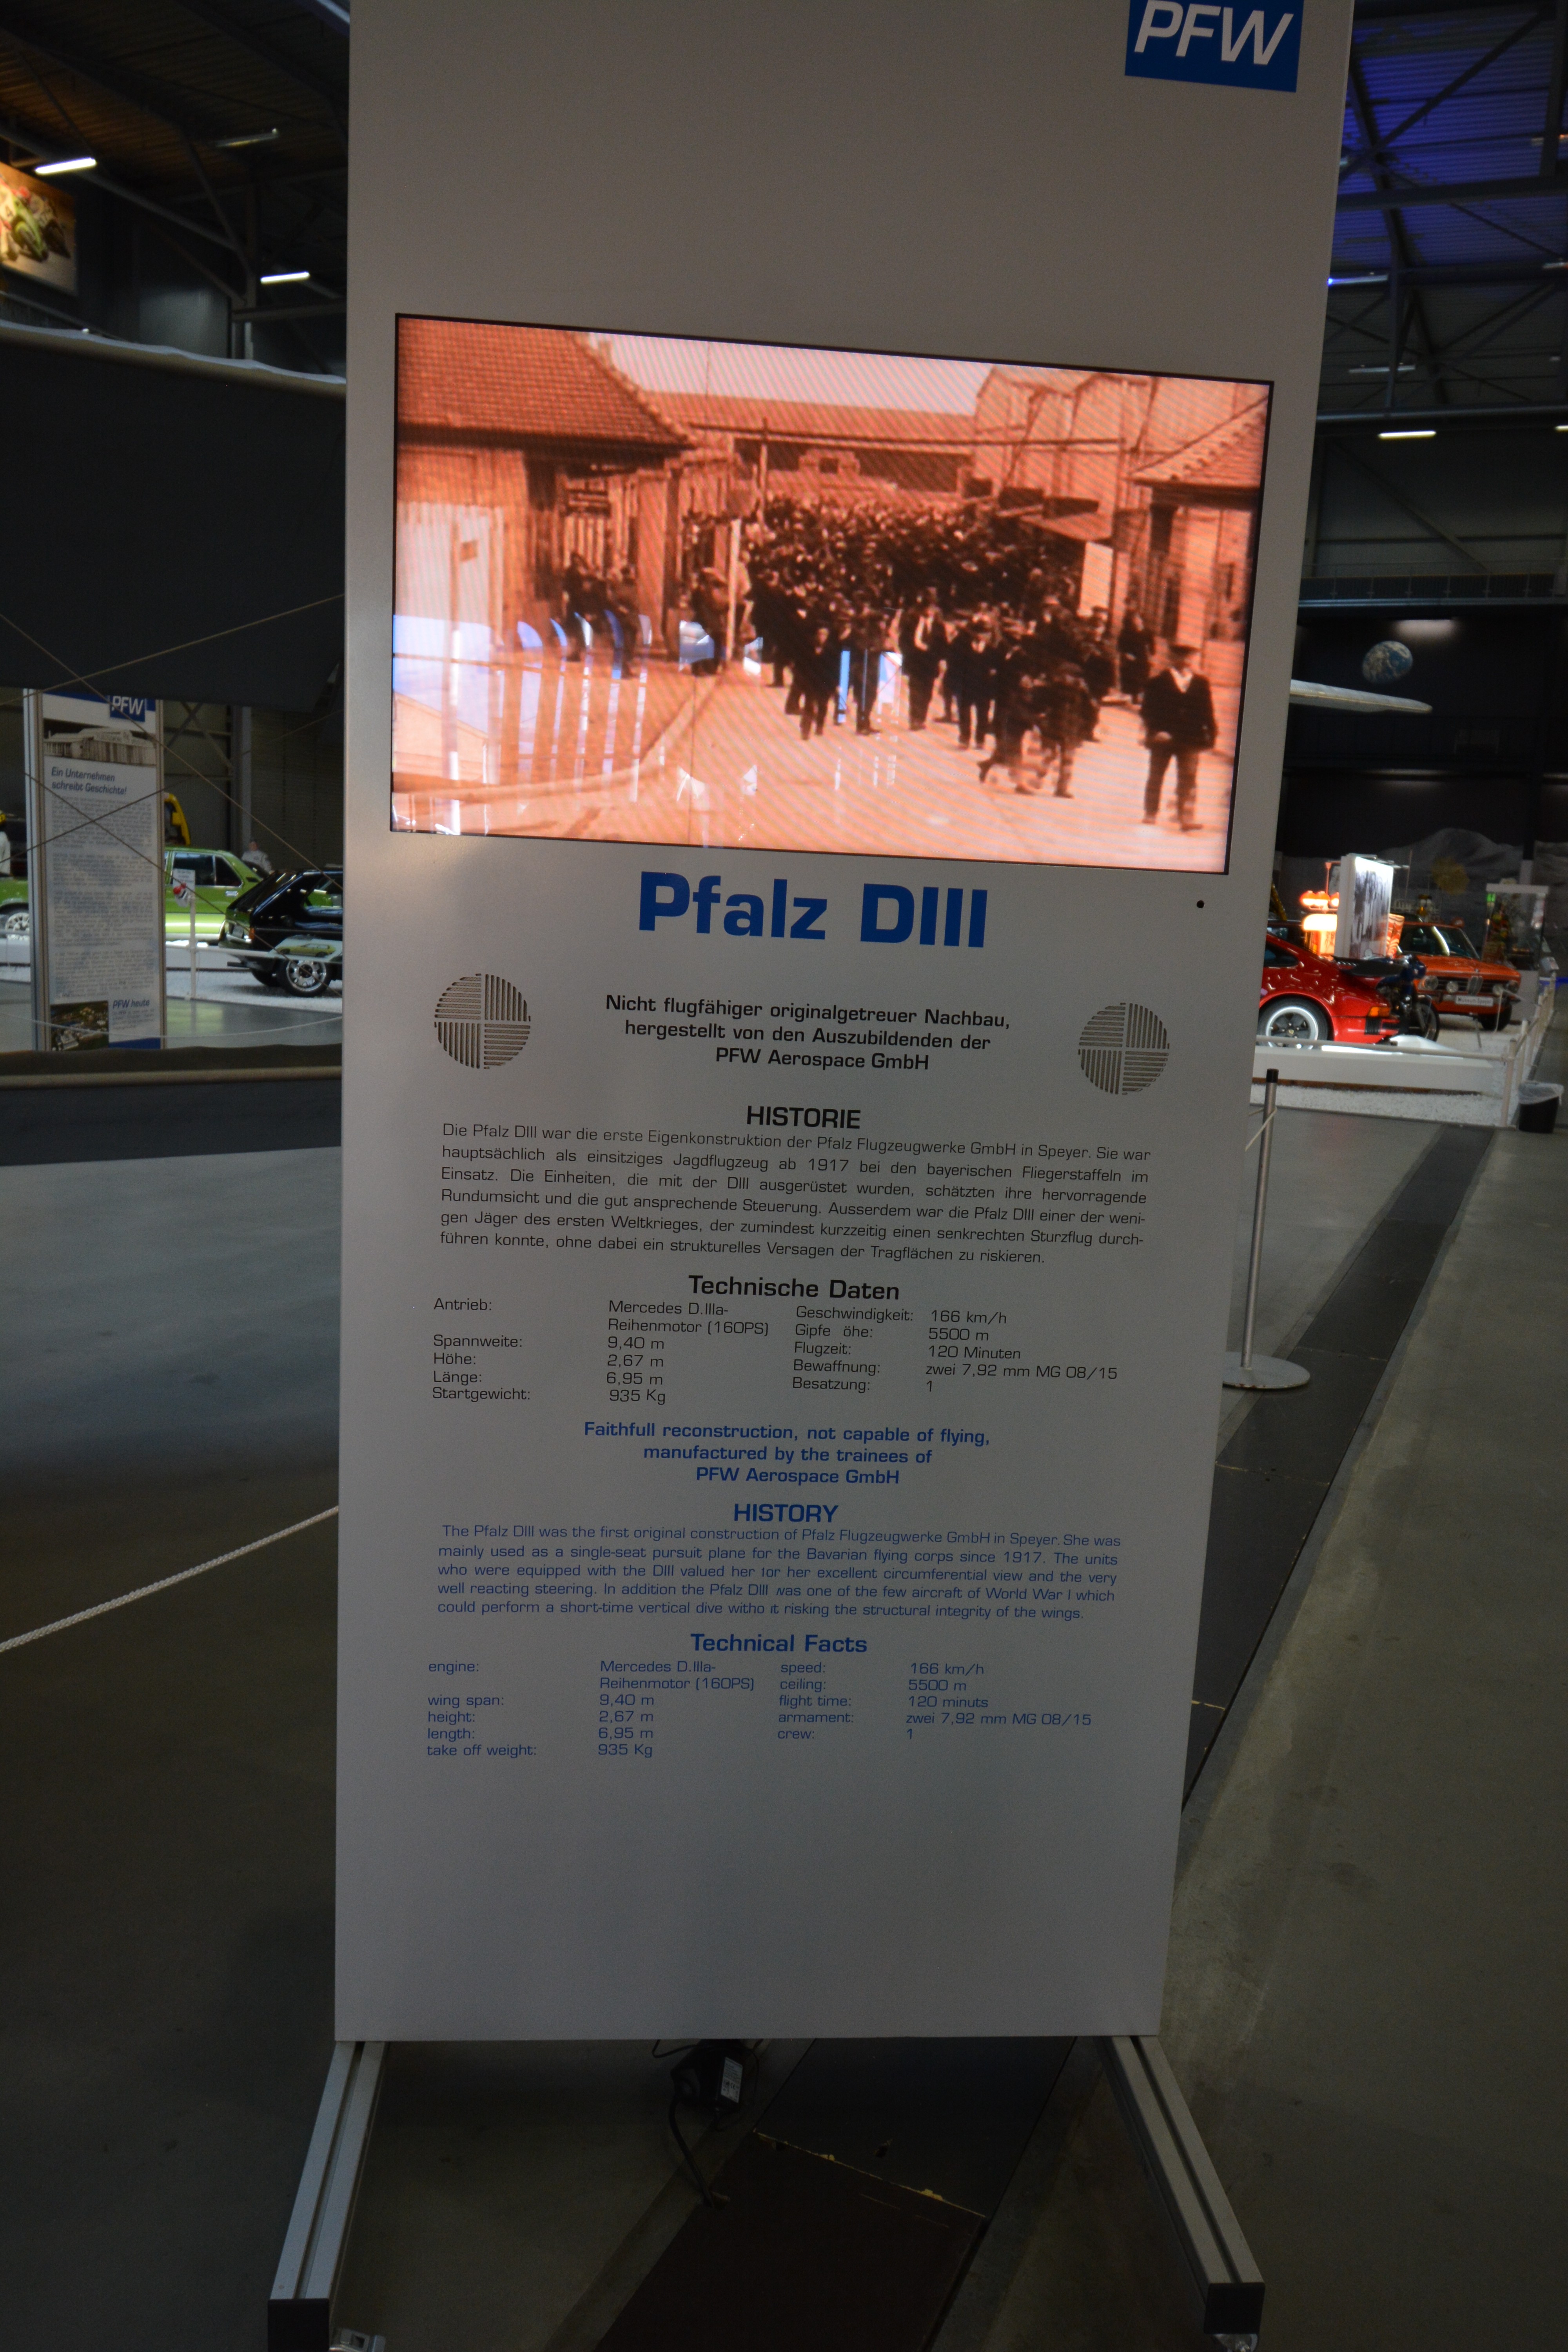 PFW
PFW
Ein Unternehmen
schreibt Geschichte!
PFW heute
Pfalz DIII
Nicht flugfähiger originalgetreuer Nachbau,
hergestellt von den Auszubildenden der
PFW Aerospace GmbH
HISTORIE
Die Pfalz DIII war die erste Eigenkonstruktion der Pfalz Flugzeugwerke GmbH in Speyer. Sie war
hauptsächlich als einsitziges Jagdflugzeug ab 1917 bei den bayerischen Fliegerstaffeln im
Einsatz. Die Einheiten, die mit der DIII ausgerüstet wurden, schätzten ihre hervorragende
Rundumsicht und die gut ansprechende Steuerung. Ausserdem war die Pfalz DIII einer der weni-
gen Jäger des ersten Weltkrieges, der zumindest kurzzeitig einen senkrechten Sturzflug durch-
führen konnte, ohne dabei ein strukturelles Versagen der Tragflächen zu riskieren.
Technische Daten
Antrieb: Mercedes D.IIIa- Geschwindigkeit: 166 km/h
Reihenmotor (160PS) Gipfe öhe: 5500 m
Spannweite: 9,40 m Flugzeit: 120 Minuten
Höhe: 2,67 m Bewaffnung: zwei 7,92 mm MG 08/15
Länge: 6,95 m Besatzung: 1
Startgewicht: 935 Kg
Faithfull reconstruction, not capable of flying,
manufactured by the trainees of
PFW Aerospace GmbH
HISTORY
The Pfalz DIII was the first original construction of Pfalz Flugzeugwerke GmbH in Speyer. She was
mainly used as a single-seat pursuit plane for the Bavarian flying corps since 1917. The units
who were equipped with the DIII valued her for her excellent circumferential view and the very
well reacting steering. In addition the Pfalz DIII was one of the few aircraft of World War I which
could perform a short-time vertical dive witho it risking the structural integrity of the wings.
Technical Facts
engine: Mercedes D.IIIa- speed: 166 km/h
Reihenmotor (160PS) ceiling: 5500 m
wing span: 9,40 m flight time: 120 minuts
height: 2,67 m armament: zwei 7,92 mm MG 08/15
length: 6,95 m crew: 1
take off weight: 935 Kg